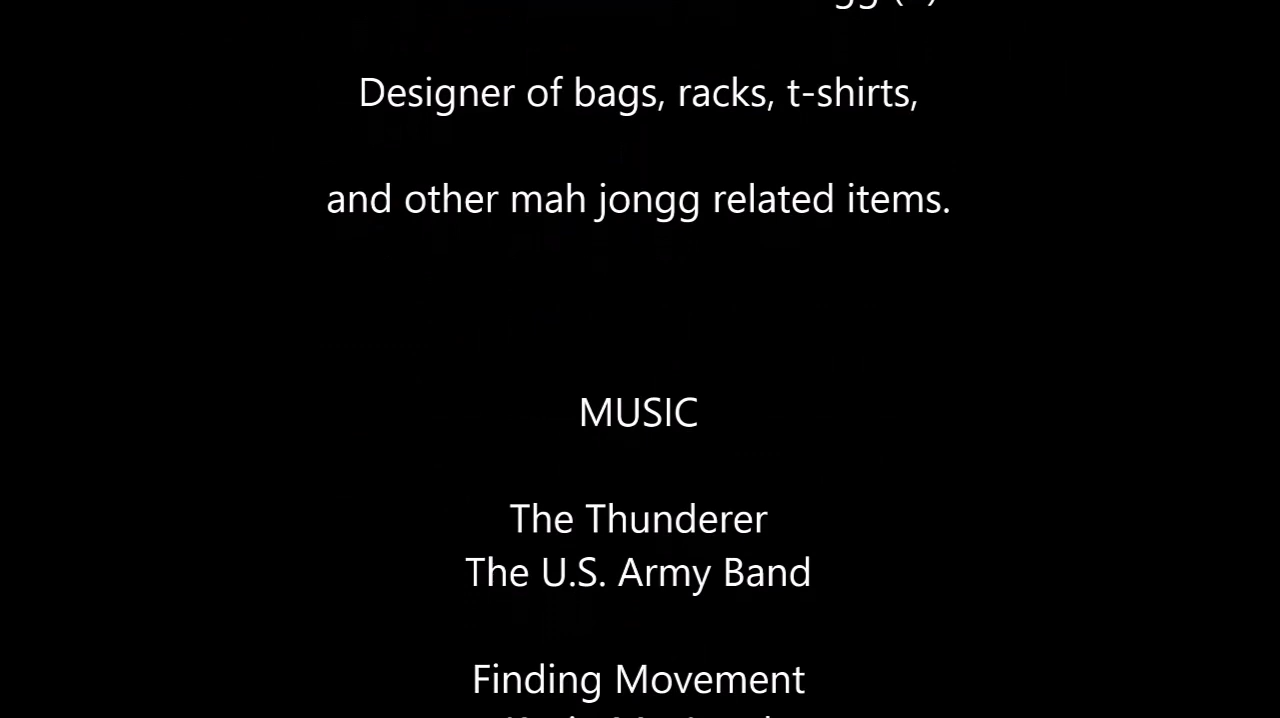 Designer of bags, racks, t-shirts,
and other mah jongg related items.
MUSIC
The Thunderer
The U.S. Army Band
Finding Movement